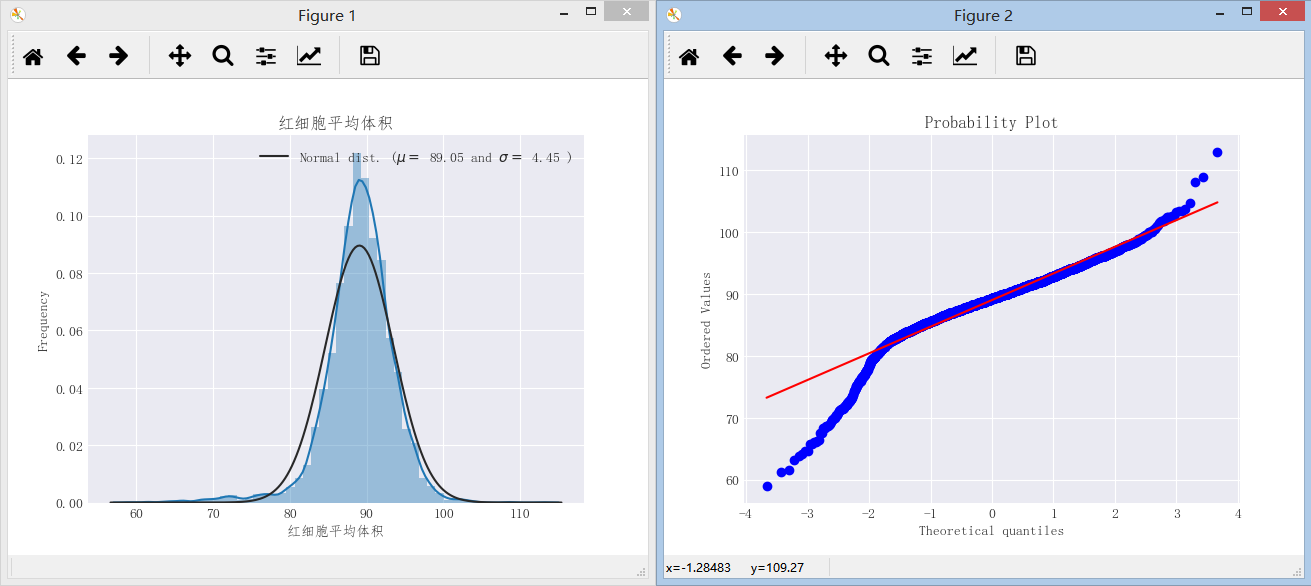 Figure 1
红细胞平均体积
Normal dist. (μ= 89.05 and σ= 4.45 )
0.12
0.10
0.08
0.06
0.04
0.02
0.00
Frequency
60 70 80 90 100 110
红细胞平均体积
Figure 2
Probability Plot
110
100
90
80
70
60
Ordered Values
-4 -3 -2 -1 0 1 2 3 4
Theoretical quantiles
x=-1.28483 y=109.27